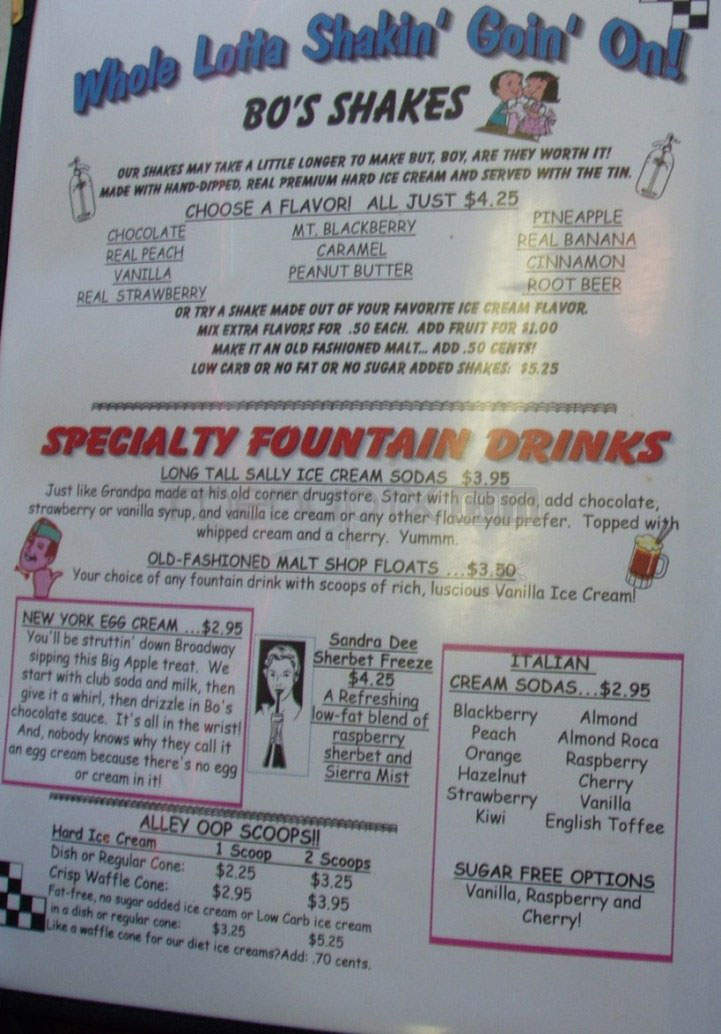 Whole Lotta Shakin' Goin' On!
BO'S SHAKES
OUR SHAKES MAY TAKE A LITTLE LONGER TO MAKE BUT, BOY, ARE THEY WORTH IT!
MADE WITH HAND-DIPPED, REAL PREMIUM HARD ICE CREAM AND SERVED WITH THE TIN.
CHOOSE A FLAVOR! ALL JUST $4.25
CHOCOLATE
REAL PEACH
VANILLA
REAL STRAWBERRY
MT. BLACKBERRY
CARAMEL
PEANUT BUTTER
PINEAPPLE
REAL BANANA
CINNAMON
ROOT BEER
OR TRY A SHAKE MADE OUT OF YOUR FAVORITE ICE CREAM FLAVOR.
MIX EXTRA FLAVORS FOR .50 EACH. ADD FRUIT FOR $1.00
MAKE IT AN OLD FASHIONED MALT... ADD .50 CENTS!
LOW CARB OR NO FAT OR NO SUGAR ADDED SHAKES: $5.25
SPECIALTY FOUNTAIN DRINKS
LONG TALL SALLY ICE CREAM SODAS $3.95
Just like Grandpa made at his old corner drugstore. Start with club soda, add chocolate,
strawberry or vanilla syrup, and vanilla ice cream or any other flavor you prefer. Topped with
whipped cream and a cherry. Yummm.
OLD-FASHIONED MALT SHOP FLOATS ...$3.50
Your choice of any fountain drink with scoops of rich, luscious Vanilla Ice Cream!
NEW YORK EGG CREAM ...$2.95
You'll be struttin' down Broadway
sipping this Big Apple treat. We
start with club soda and milk, then
give it a whirl, then drizzle in Bo's
chocolate sauce. It's all in the wrist!
And, nobody knows why they call it
an egg cream because there's no egg
or cream in it!
Sandra Dee
Sherbet Freeze
$4.25
A Refreshing
low-fat blend of
raspberry
sherbet and
Sierra Mist
ITALIAN
CREAM SODAS...$2.95
Blackberry
Peach
Orange
Hazelnut
Strawberry
Kiwi
Almond
Almond Roca
Raspberry
Cherry
Vanilla
English Toffee
SUGAR FREE OPTIONS
Vanilla, Raspberry and
Cherry!
ALLEY OOP SCOOPS!!
Hard Ice Cream 1 Scoop 2 Scoops
Dish or Regular Cone: $2.25 $3.25
Crisp Waffle Cone: $2.95 $3.95
Fat-free, no sugar added ice cream or Low Carb ice cream
in a dish or regular cone: $3.25 $5.25
Like a waffle cone for our diet ice creams? Add: .70 cents.